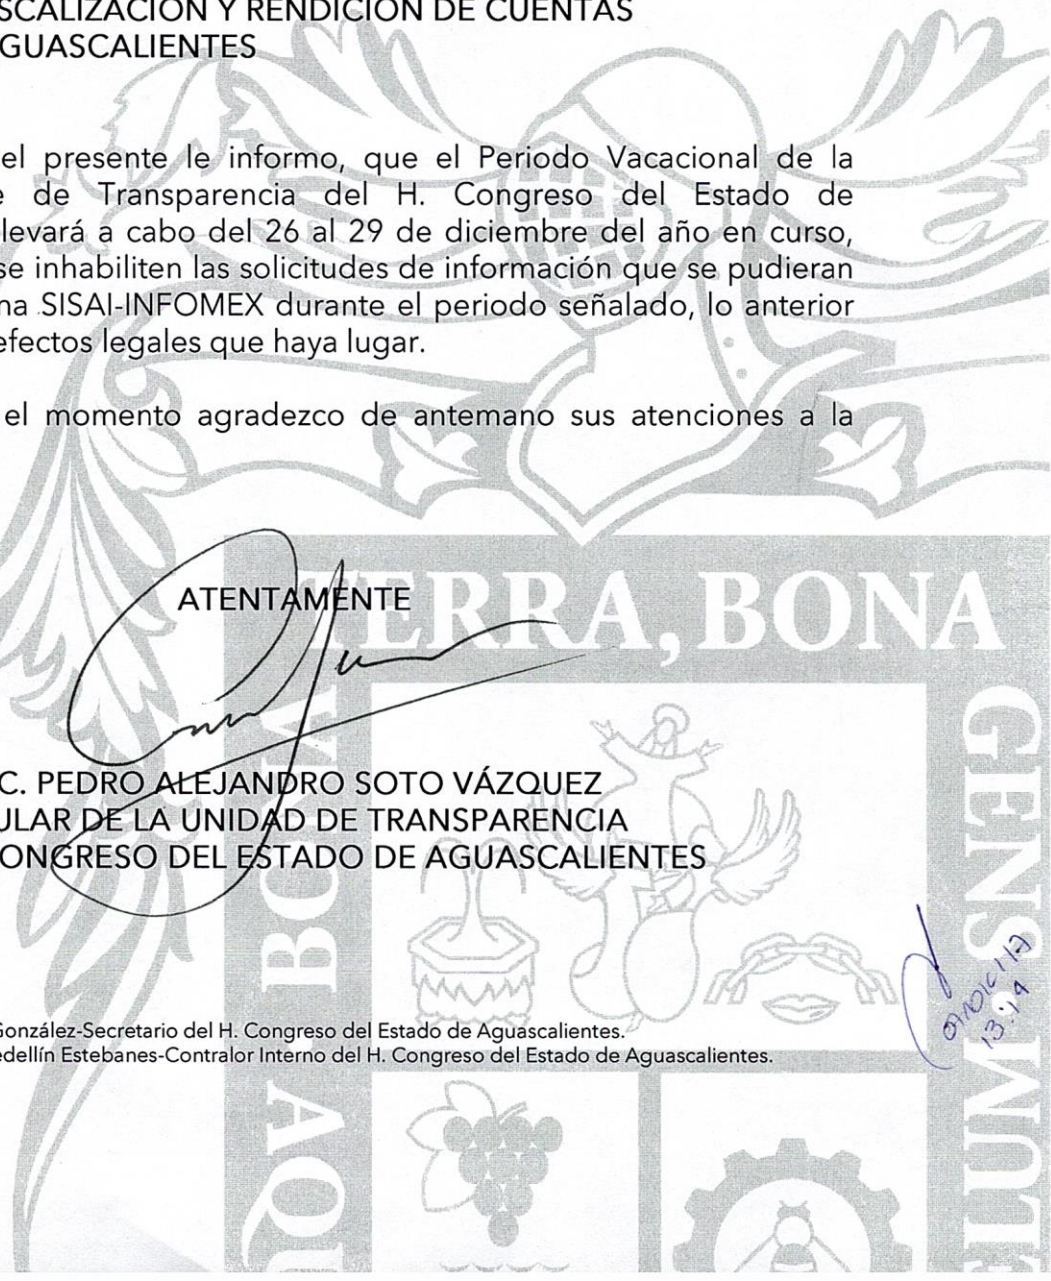 SCALIZACIÓN Y RENDICIÓN DE CUENTAS
GUASCALIENTES
el presente le informo, que el Periodo Vacacional de la
e de Transparencia del H. Congreso del Estado de
levará a cabo del 26 al 29 de diciembre del año en curso,
se inhabiliten las solicitudes de información que se pudieran
na SISAI-INFOMEX durante el periodo señalado, lo anterior
efectos legales que haya lugar.
el momento agradezco de antemano sus atenciones a la
ATENTAMENTE
TERRA, BONA
C. PEDRO ALEJANDRO SOTO VÁZQUEZ
ULAR DE LA UNIDAD DE TRANSPARENCIA
ONGRESO DEL ESTADO DE AGUASCALIENTES
GENS
González-Secretario del H. Congreso del Estado de Aguascalientes.
edellín Estebanes-Contralor Interno del H. Congreso del Estado de Aguascalientes.
13:19